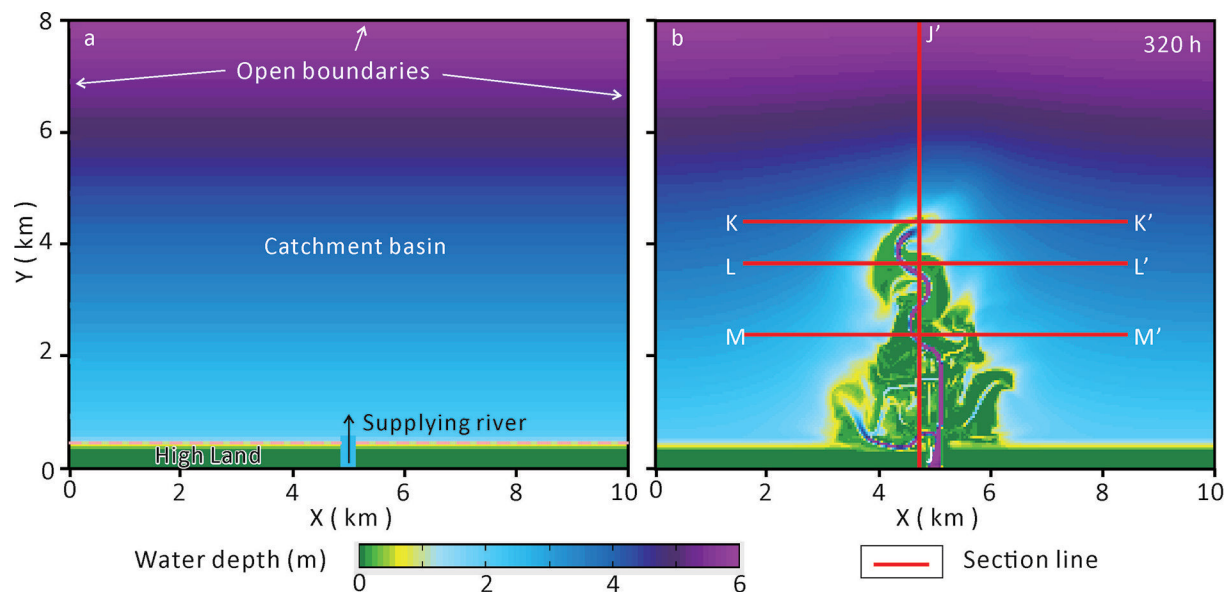 a
Open boundaries
Catchment basin
Supplying river
High Land
8
6
4
2
0
Y ( km )
0
2
4
6
8
10
X ( km )
b
J’
320 h
K
K’
L
L’
M
M’
J
0
2
4
6
8
10
X ( km )
Water depth (m)
0
2
4
6
Section line